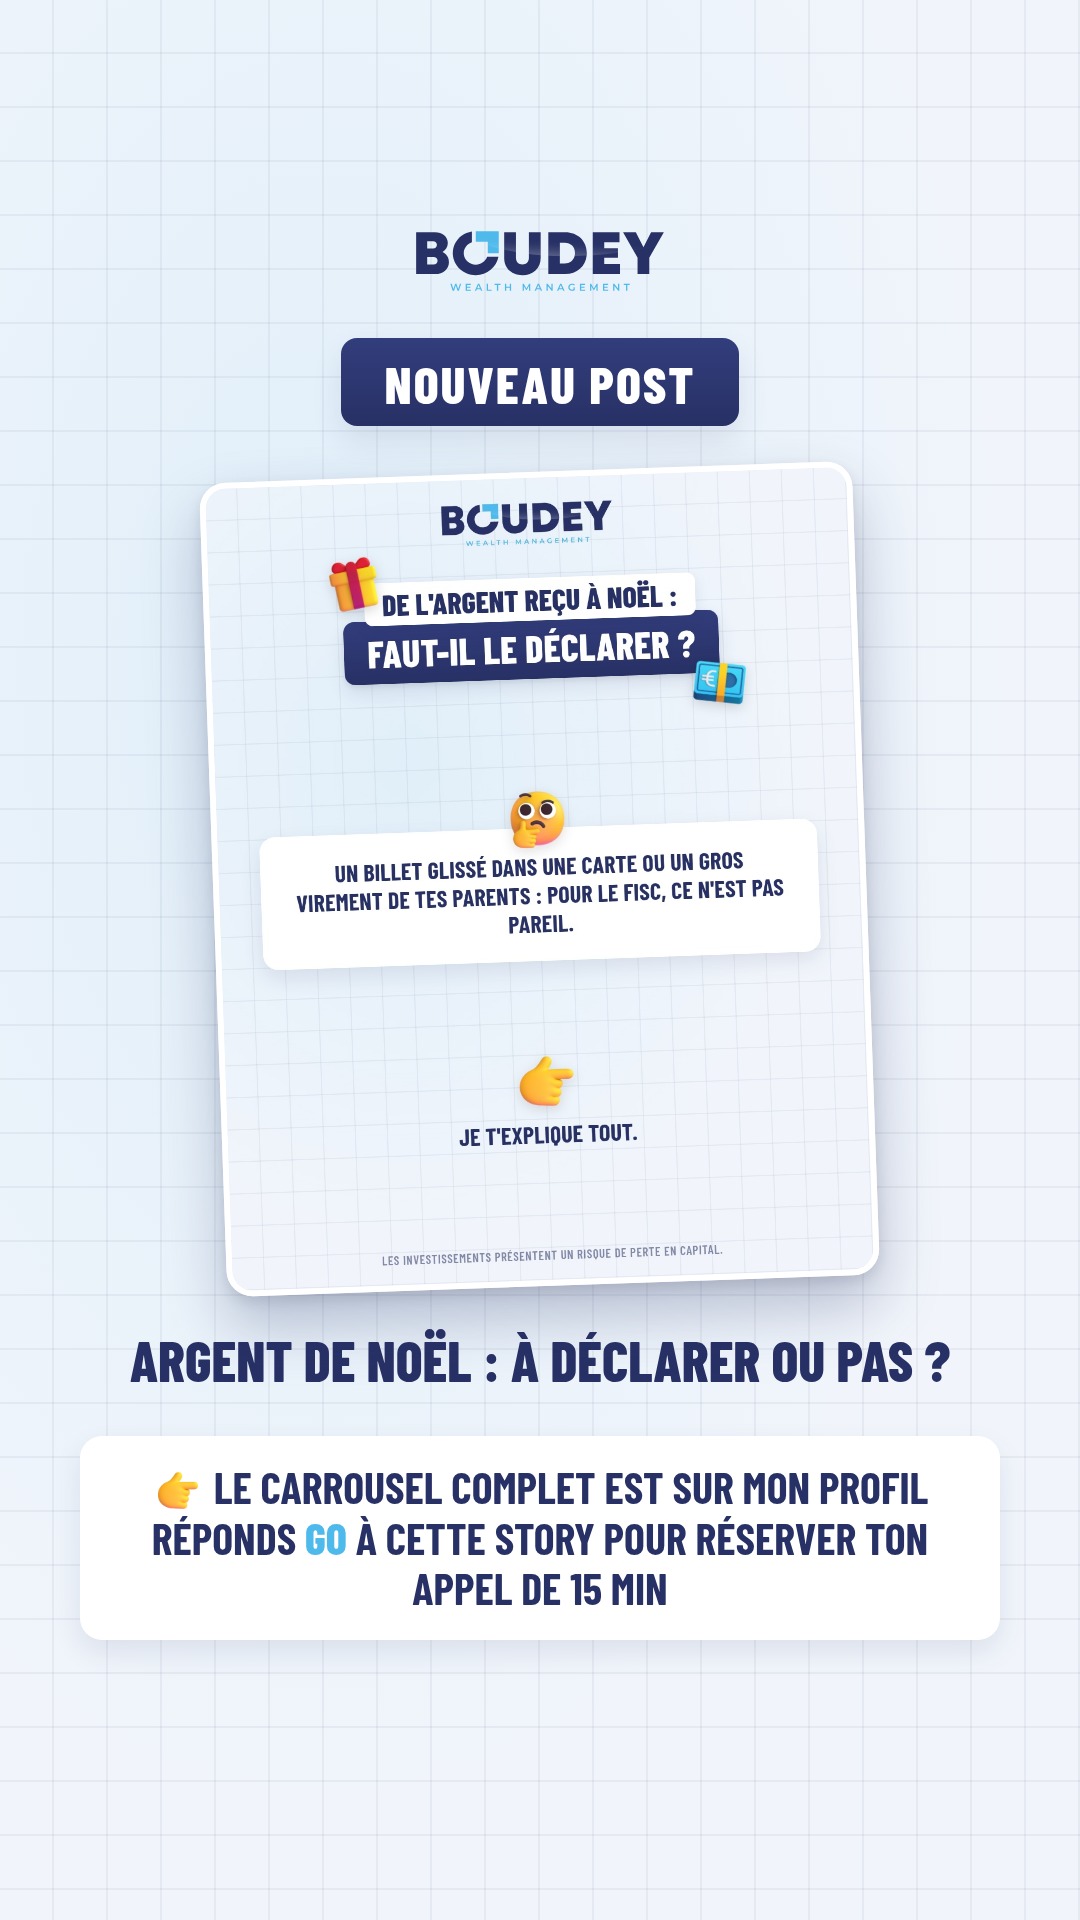 BOUDEY
WEALTH MANAGEMENT
NOUVEAU POST
BOUDEY
WEALTH MANAGEMENT
DE L'ARGENT REÇU À NOËL :
FAUT-IL LE DÉCLARER ?
UN BILLET GLISSÉ DANS UNE CARTE OU UN GROS
VIREMENT DE TES PARENTS : POUR LE FISC, CE N'EST PAS
PAREIL.
JE T'EXPLIQUE TOUT.
LES INVESTISSEMENTS PRÉSENTENT UN RISQUE DE PERTE EN CAPITAL.
ARGENT DE NOËL : À DÉCLARER OU PAS ?
👉 LE CARROUSEL COMPLET EST SUR MON PROFIL
RÉPONDS GO À CETTE STORY POUR RÉSERVER TON
APPEL DE 15 MIN